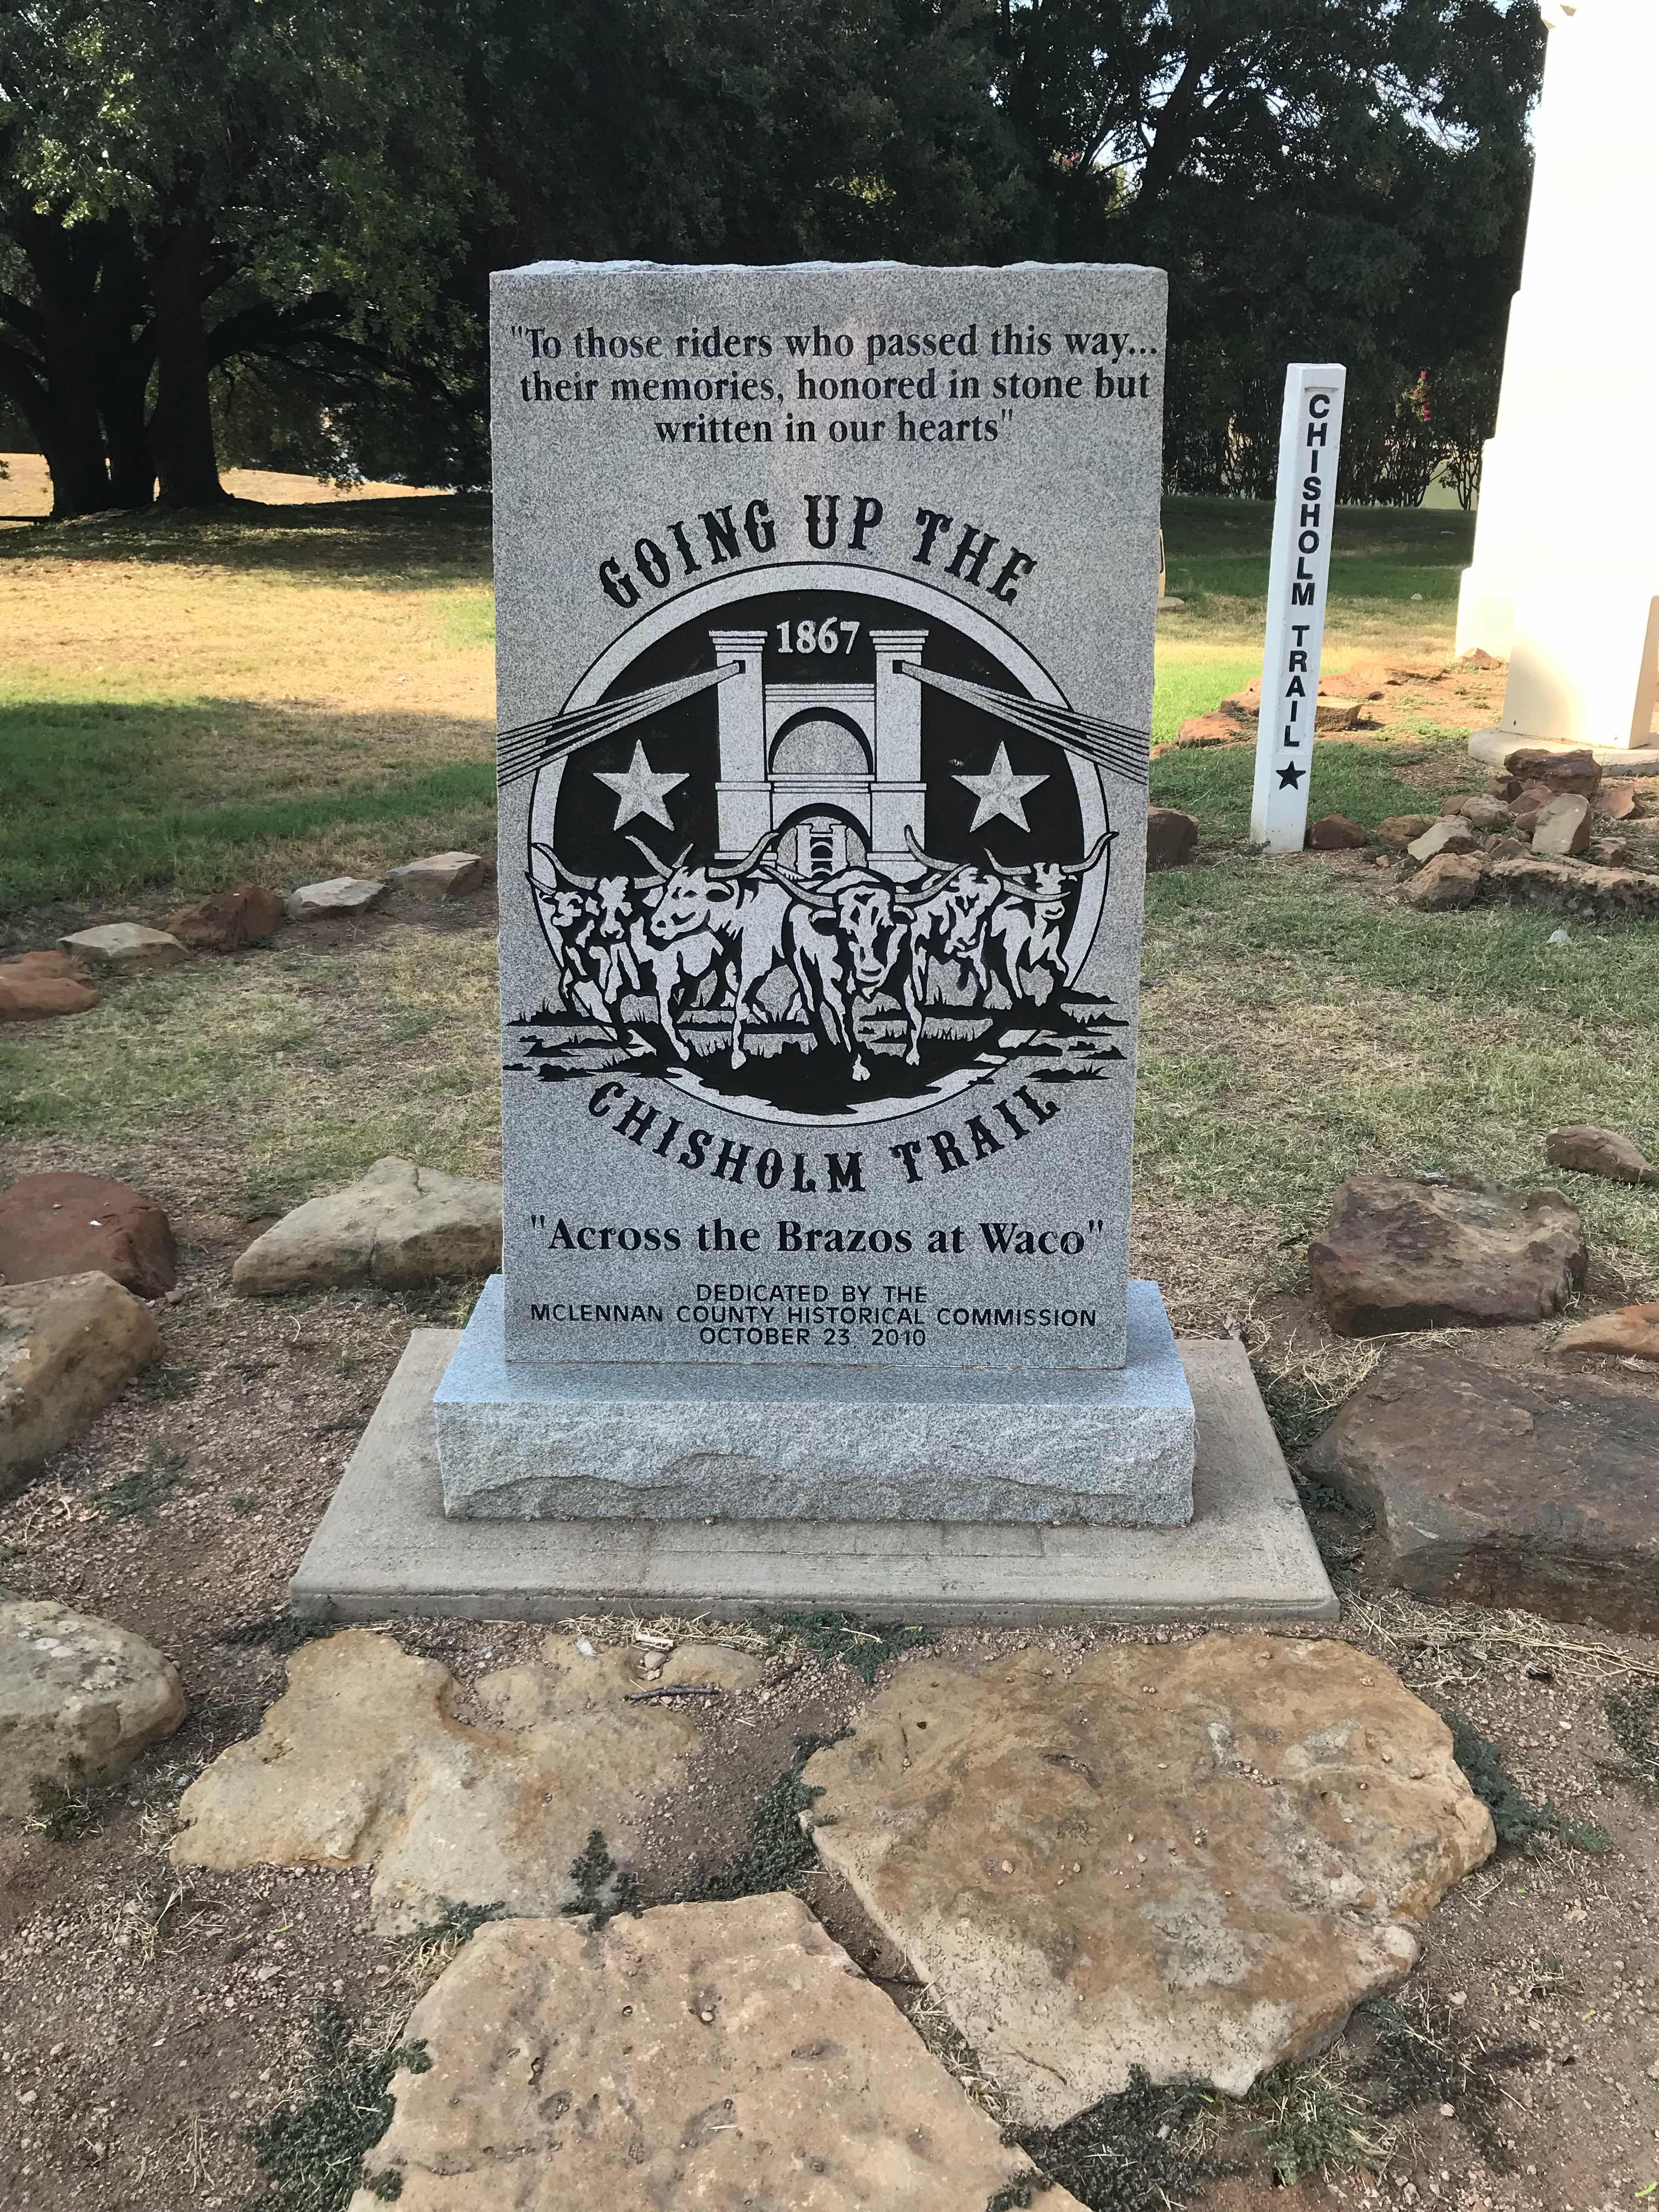 "To those riders who passed this way...
their memories, honored in stone but
written in our hearts"
GOING UP THE
1867
CHISHOLM TRAIL
"Across the Brazos at Waco"
DEDICATED BY THE
MCLENNAN COUNTY HISTORICAL COMMISSION
OCTOBER 23, 2010
CHISHOLM TRAIL